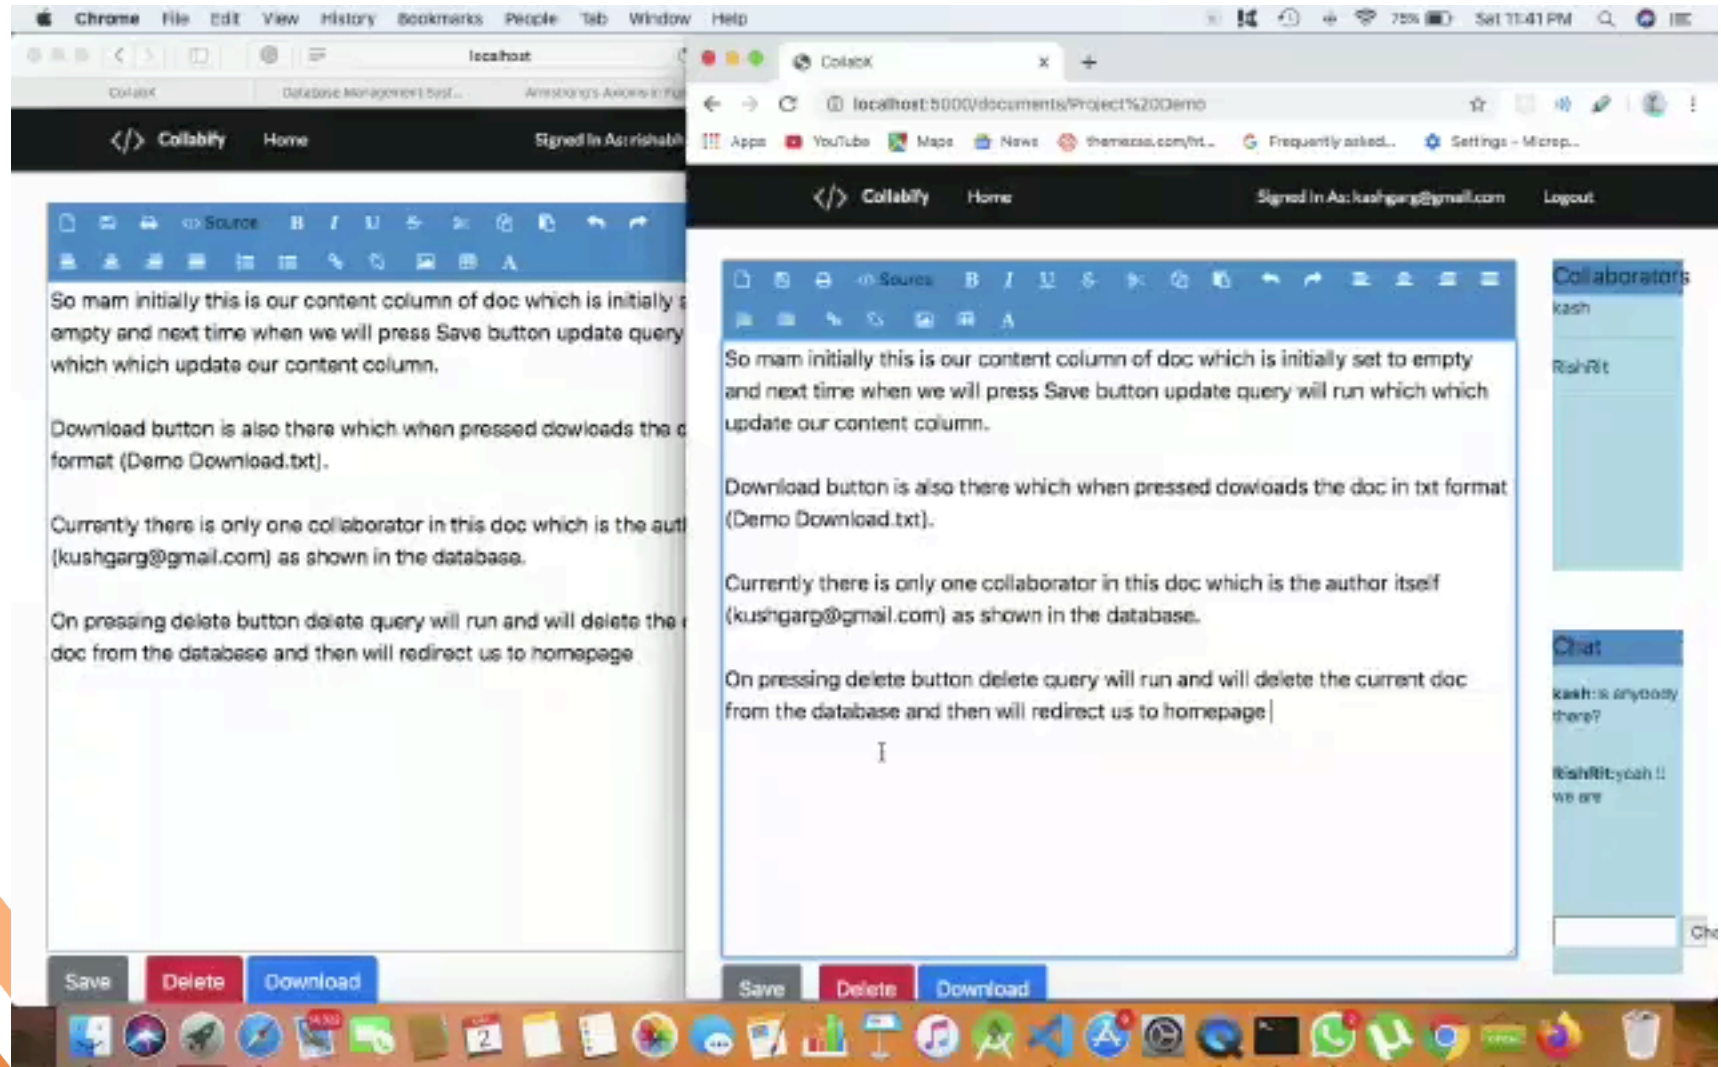 Chrome File Edit View History Bookmarks People Tab Window Help 75% Sat 11:41 PM
localhost
CollabX
</> Collabify Home Signed In As: rishabh
Source B I U S
A
So mam initially this is our content column of doc which is initially s
empty and next time when we will press Save button update query
which which update our content column.
Download button is also there which when pressed dowloads the d
format (Demo Download.txt).
Currently there is only one collaborator in this doc which is the auth
(kushgarg@gmail.com) as shown in the database.
On pressing delete button delete query will run and will delete the
doc from the database and then will redirect us to homepage
Save Delete Download
CollabX
localhost:5000/documents/Project%20Demo
Apps YouTube Maps News Frequently asked... Settings - Microp...
</> Collabify Home Signed In As: kashgarg@gmail.com Logout
Source B I U S
A
So mam initially this is our content column of doc which is initially set to empty
and next time when we will press Save button update query will run which which
update our content column.
Download button is also there which when pressed dowloads the doc in txt format
(Demo Download.txt).
Currently there is only one collaborator in this doc which is the author itself
(kushgarg@gmail.com) as shown in the database.
On pressing delete button delete query will run and will delete the current doc
from the database and then will redirect us to homepage
Save Delete Download
Collaborators
kash
RishRit
Chat
kash:is anybody
there?
RishRit:yeah !!
we are
2